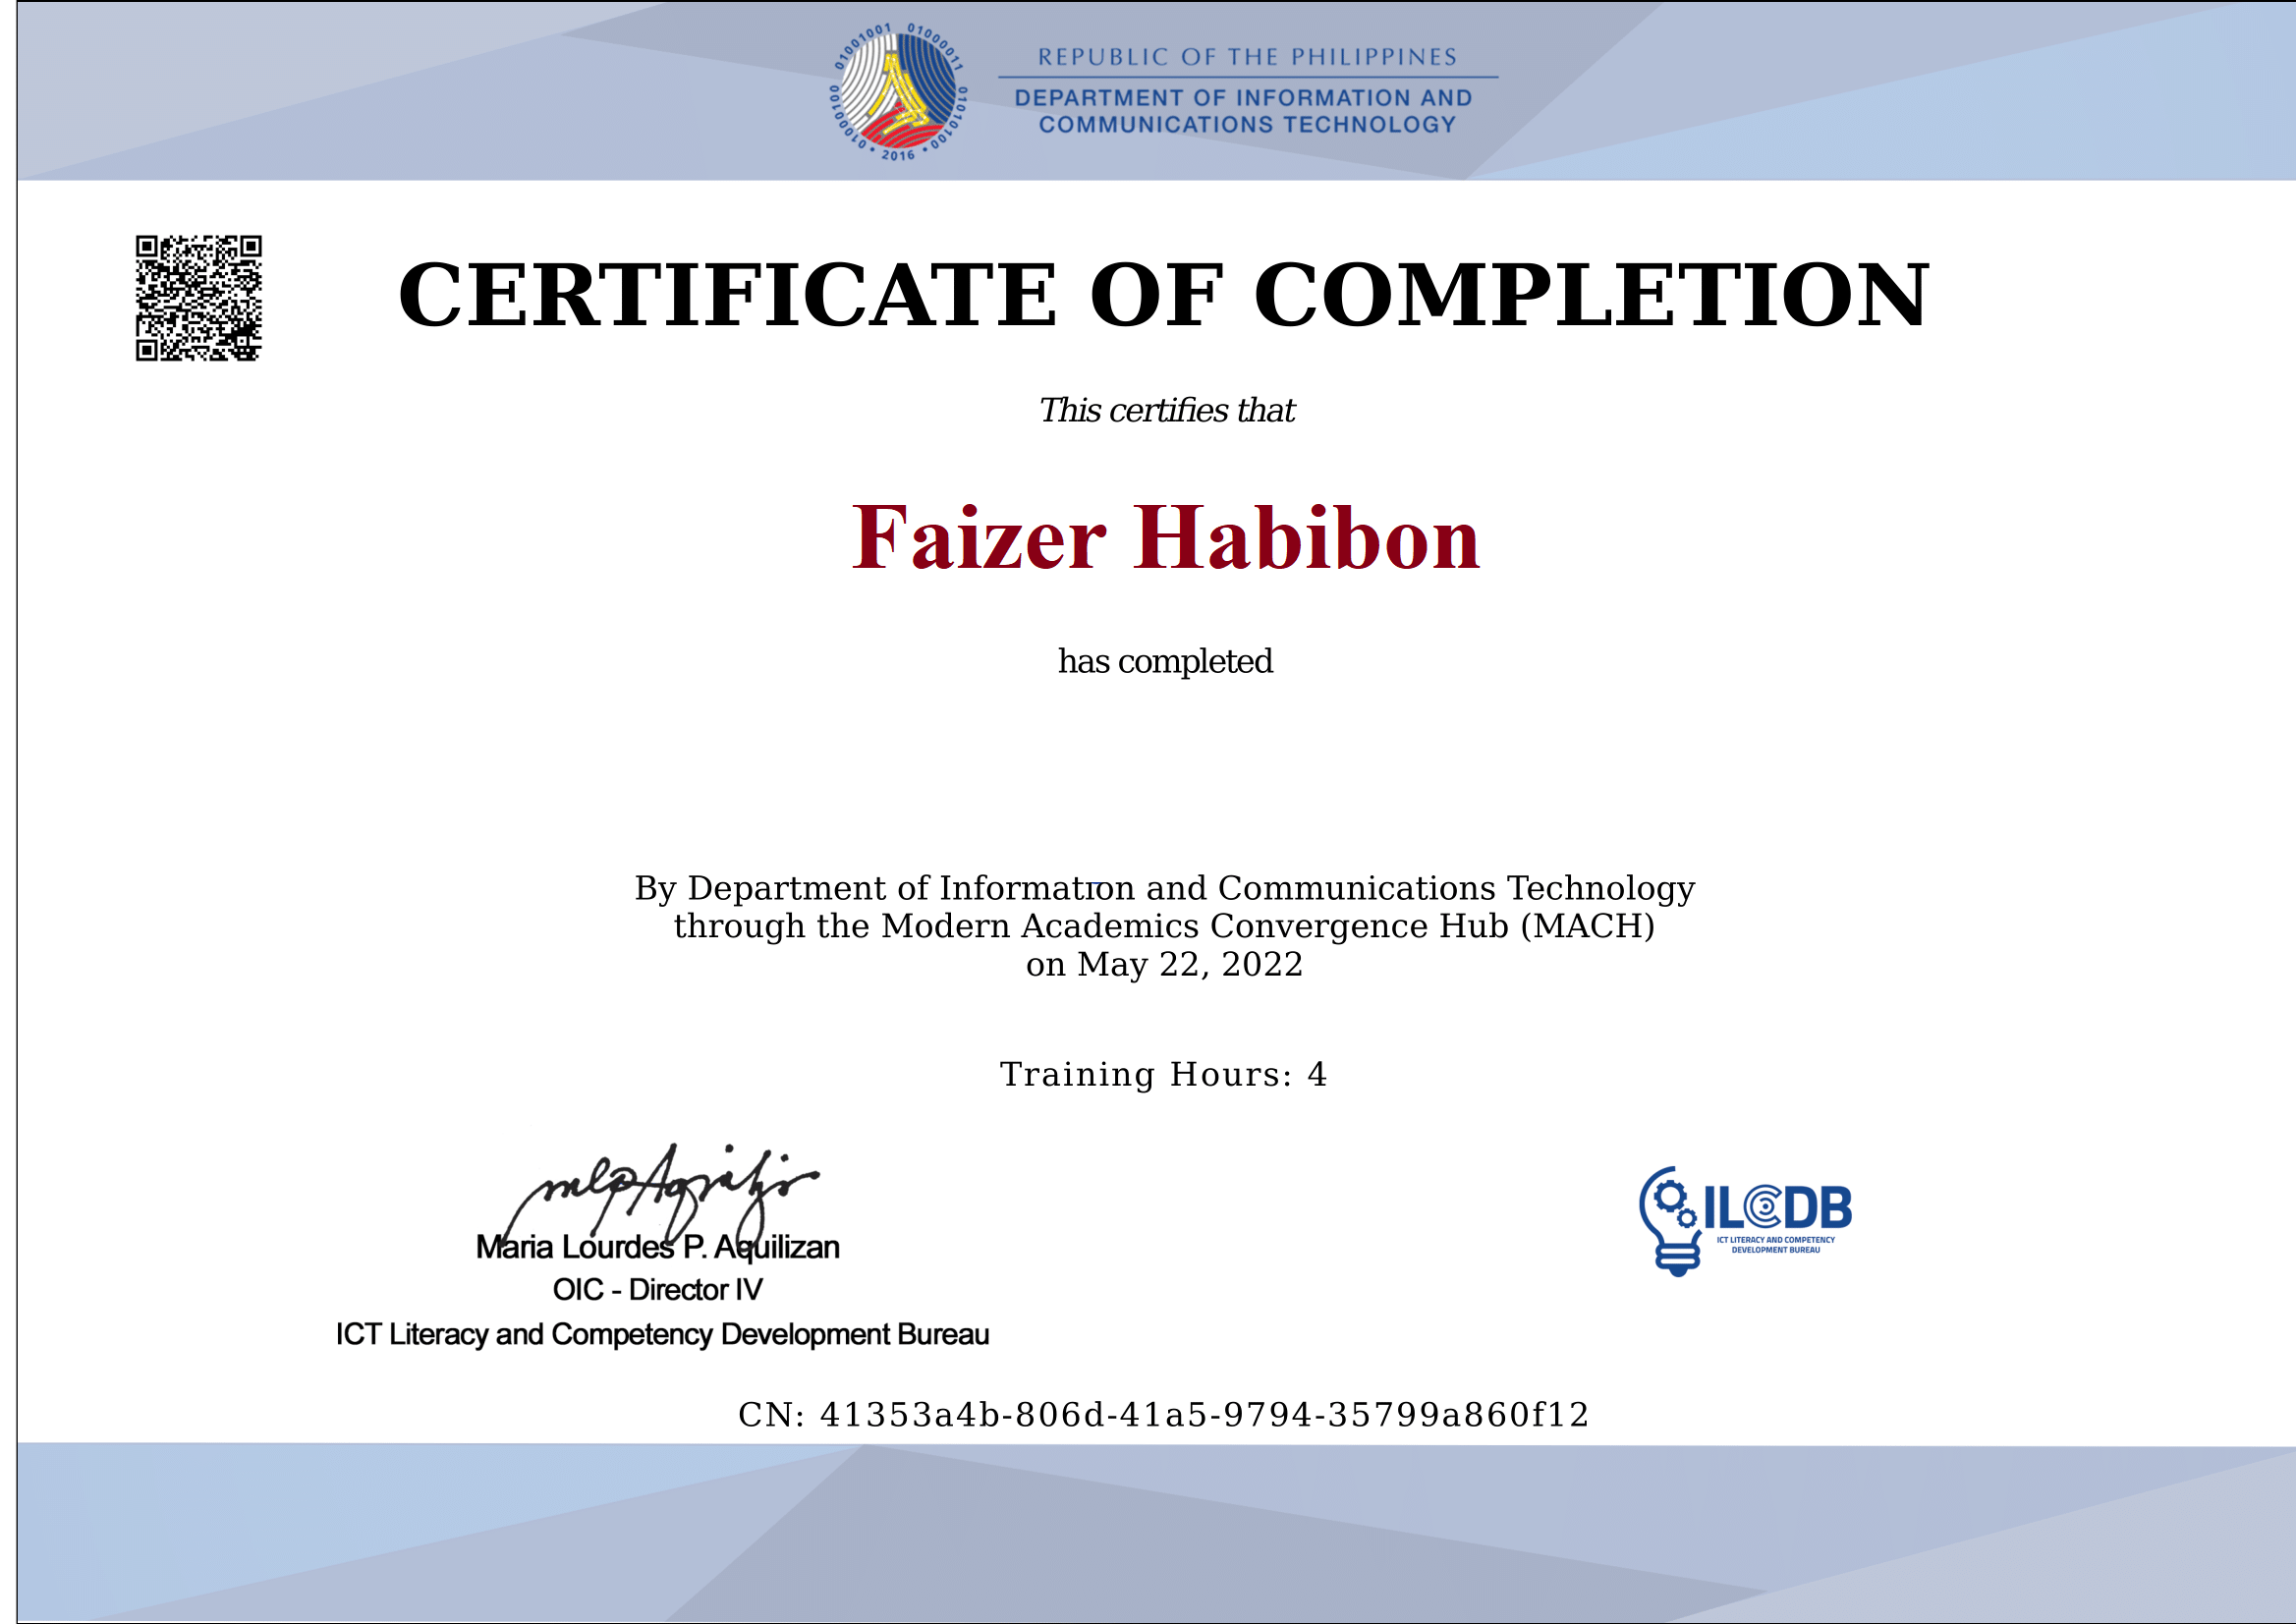 REPUBLIC OF THE PHILIPPINES
DEPARTMENT OF INFORMATION AND
COMMUNICATIONS TECHNOLOGY
01001001 01000011 01010100 • 2016 • 01000100
CERTIFICATE OF COMPLETION
This certifies that
Faizer Habibon
has completed
By Department of Information and Communications Technology
through the Modern Academics Convergence Hub (MACH)
on May 22, 2022
Training Hours: 4
Maria Lourdes P. Aquilizan
OIC - Director IV
ICT Literacy and Competency Development Bureau
ILCDB
ICT LITERACY AND COMPETENCY
DEVELOPMENT BUREAU
CN: 41353a4b-806d-41a5-9794-35799a860f12